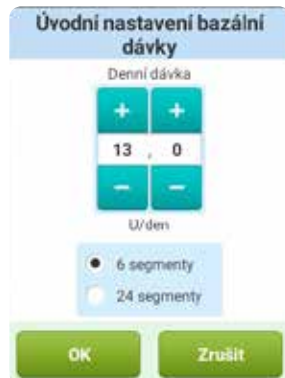 Úvodní nastavení bazální
dávky
Denní dávka
+ +
13 , 0
− −
U/den
6 segmenty
24 segmenty
OK Zrušit